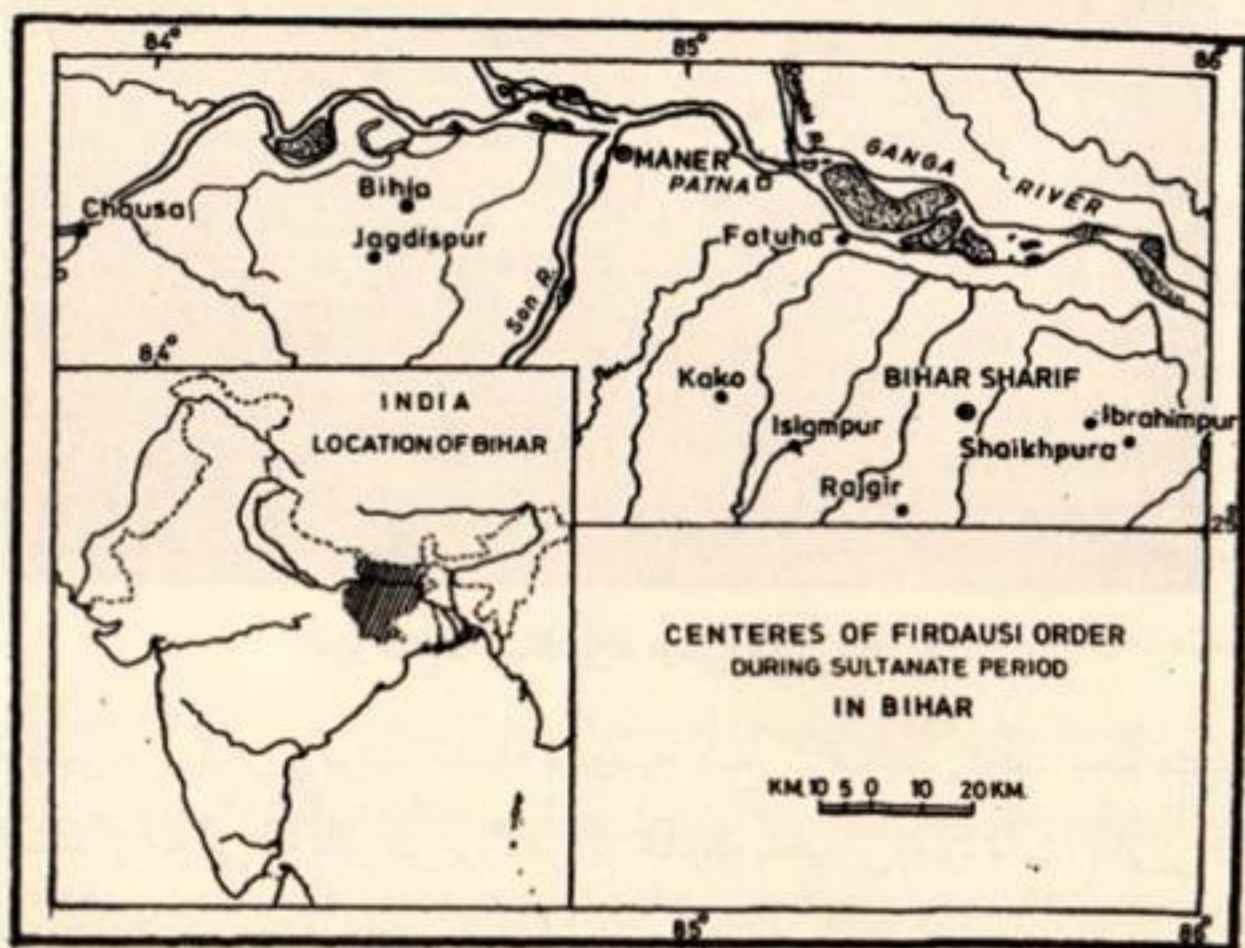 84° 85° 86°
GANGA
RIVER
MANER
PATNA
Bihia
Chausa
Jagdispur
Fatuha
Son R.
84°
Kako
BIHAR SHARIF
Ibrahimpur
Islampur
Shaikhpura
Rajgir
INDIA
LOCATION OF BIHAR
CENTERES OF FIRDAUSI ORDER
DURING SULTANATE PERIOD
IN BIHAR
KM. 10 5 0 10 20 KM.
85° 86°